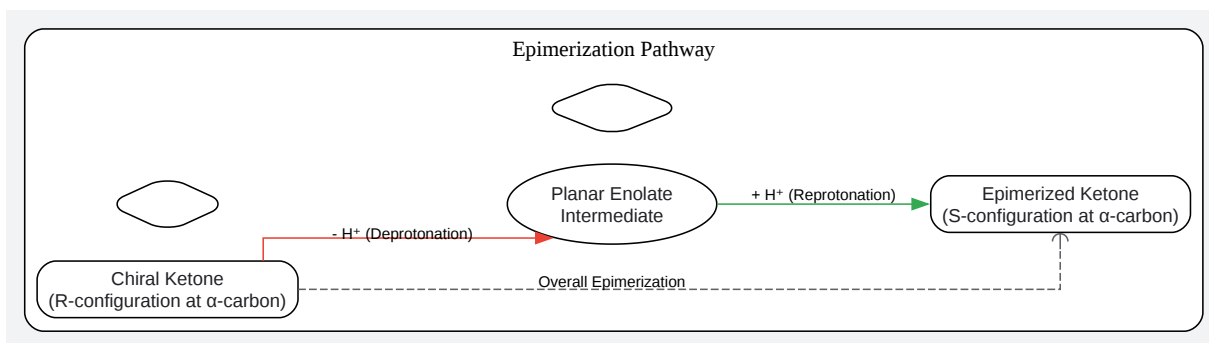 Epimerization Pathway
Planar Enolate
Intermediate
+ H⁺ (Reprotonation)
Epimerized Ketone
(S-configuration at α-carbon)
- H⁺ (Deprotonation)
Chiral Ketone
(R-configuration at α-carbon)
Overall Epimerization